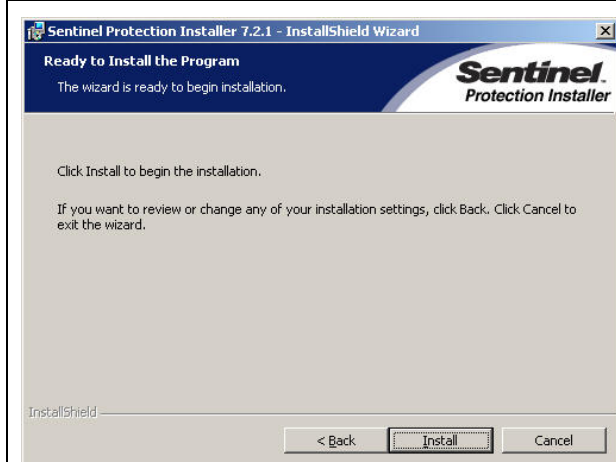 Sentinel Protection Installer 7.2.1 - InstallShield Wizard
Ready to Install the Program
The wizard is ready to begin installation.
Sentinel.
Protection Installer
Click Install to begin the installation.
If you want to review or change any of your installation settings, click Back. Click Cancel to
exit the wizard.
InstallShield
< Back
Install
Cancel